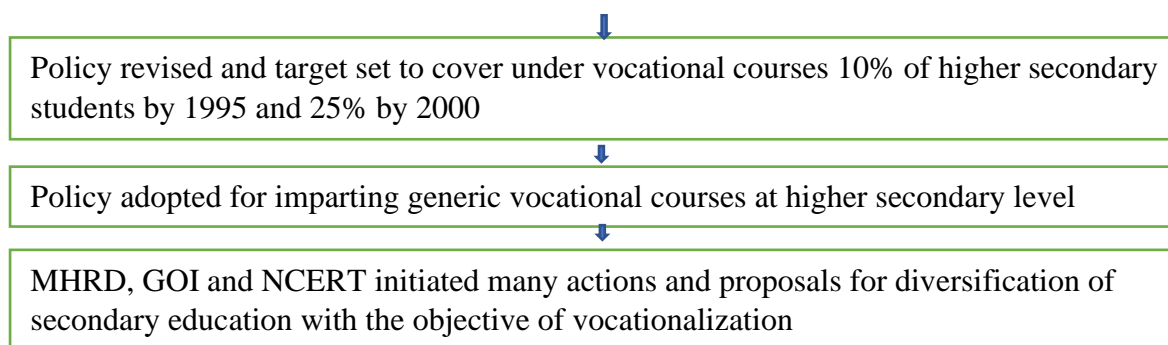 Policy revised and target set to cover under vocational courses 10% of higher secondary
students by 1995 and 25% by 2000
Policy adopted for imparting generic vocational courses at higher secondary level
MHRD, GOI and NCERT initiated many actions and proposals for diversification of
secondary education with the objective of vocationalization